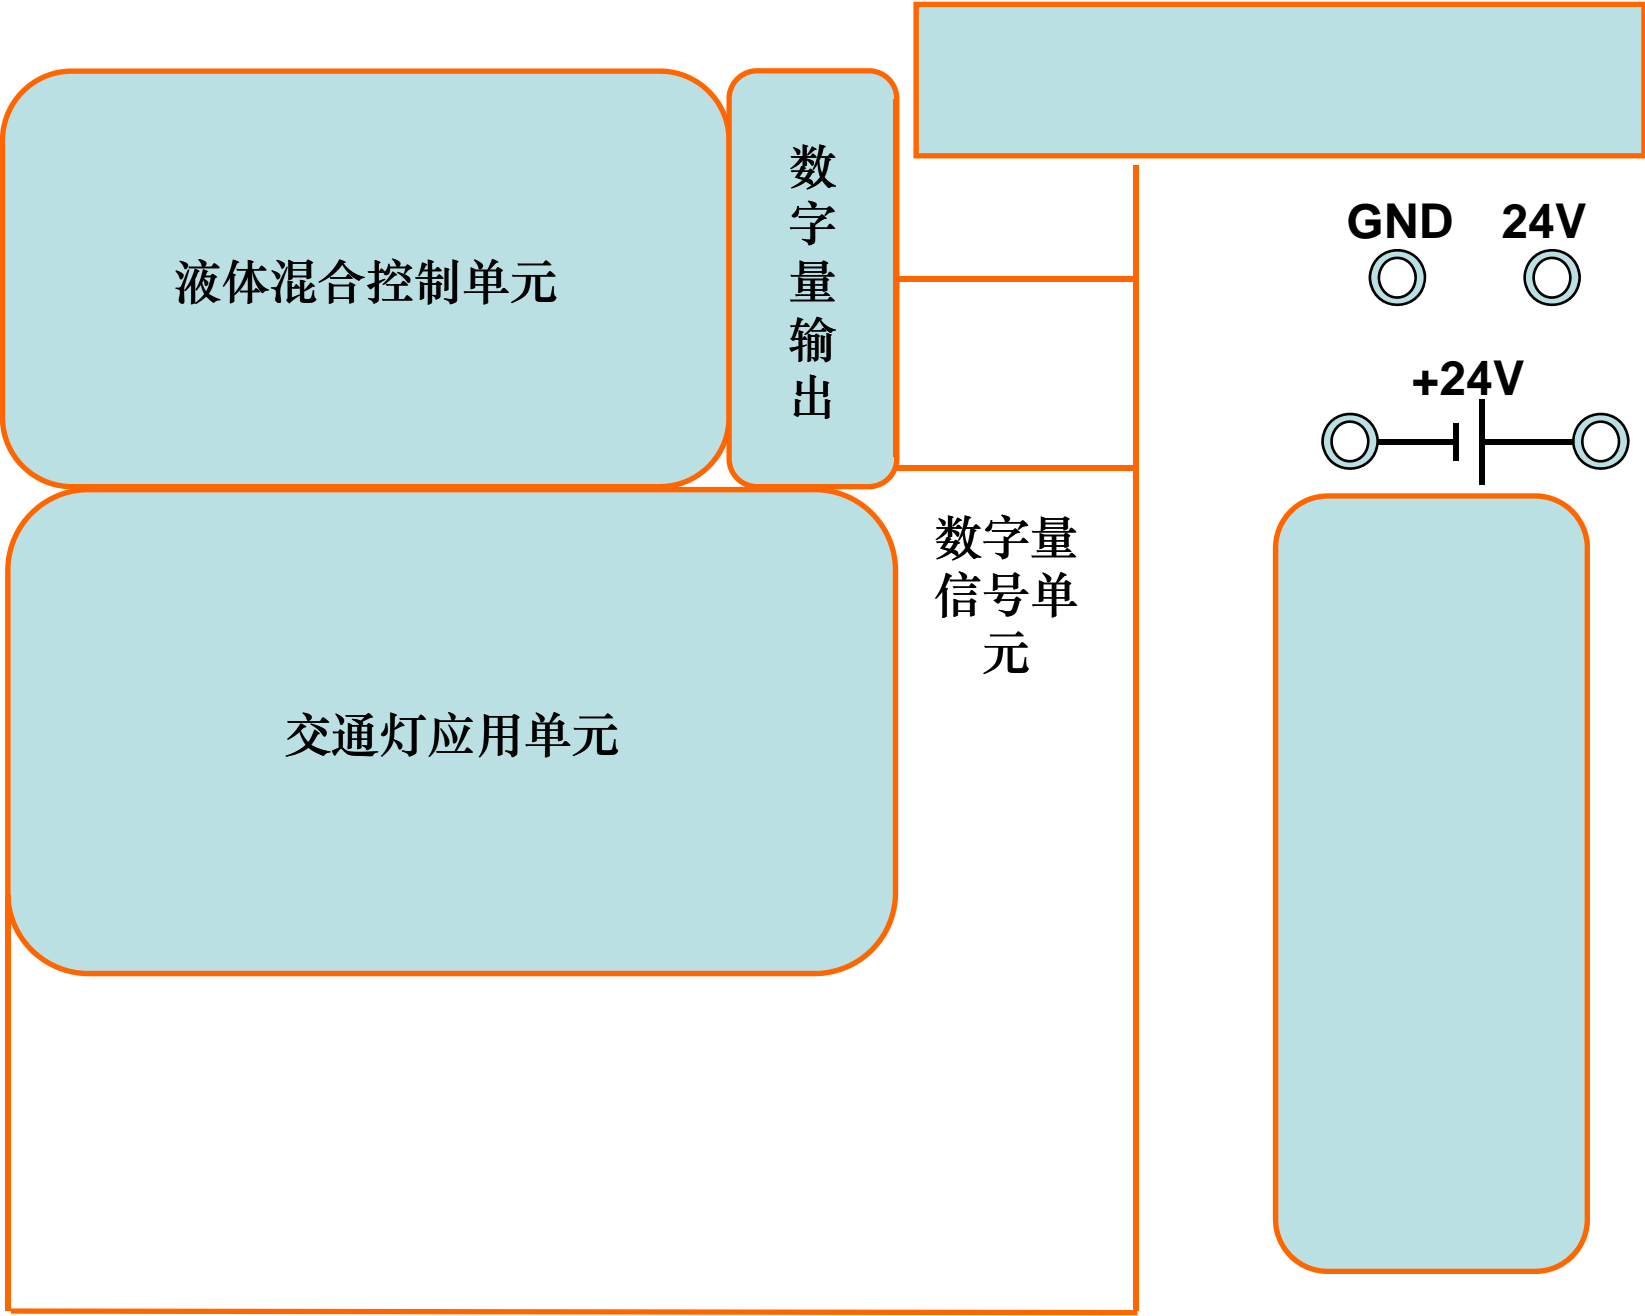 液体混合控制单元
数
字
量
输
出
GND 24V
+24V
数字量
信号单
元
交通灯应用单元